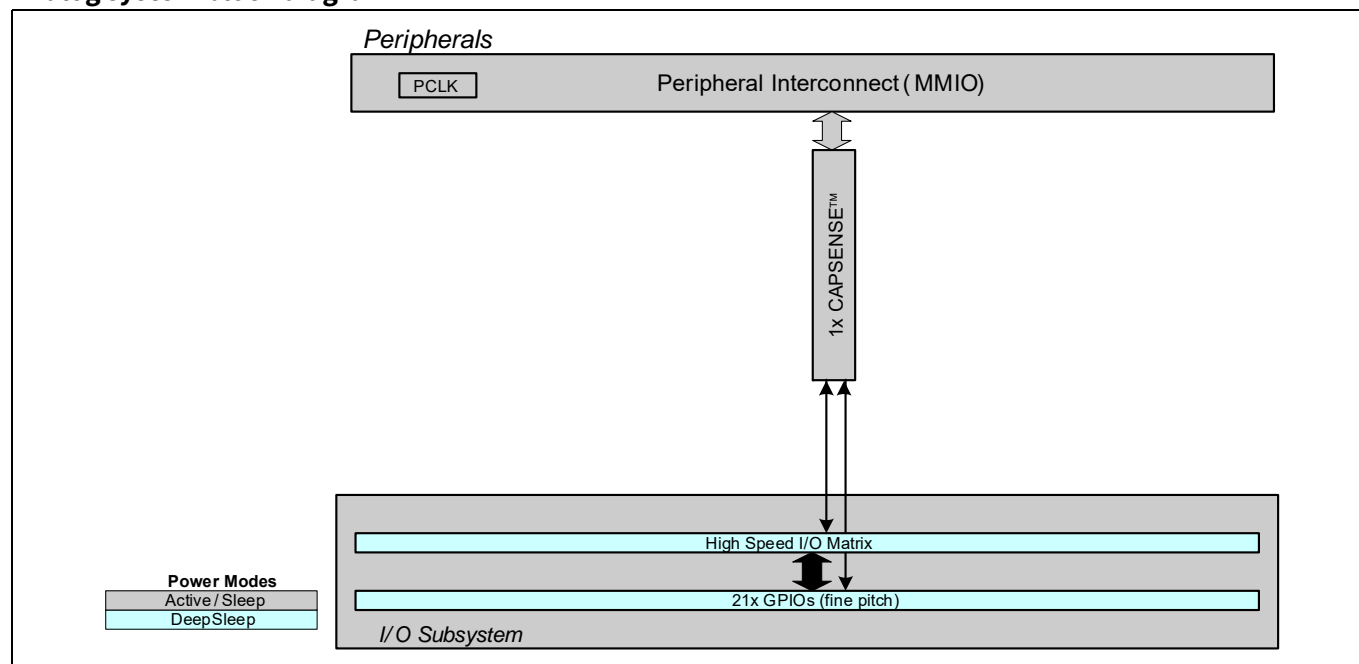 Peripherals
PCLK
Peripheral Interconnect (MMIO)
1x CAPSENSE™
High Speed I/O Matrix
Power Modes
Active / Sleep
21x GPIOs (fine pitch)
DeepSleep
I/O Subsystem